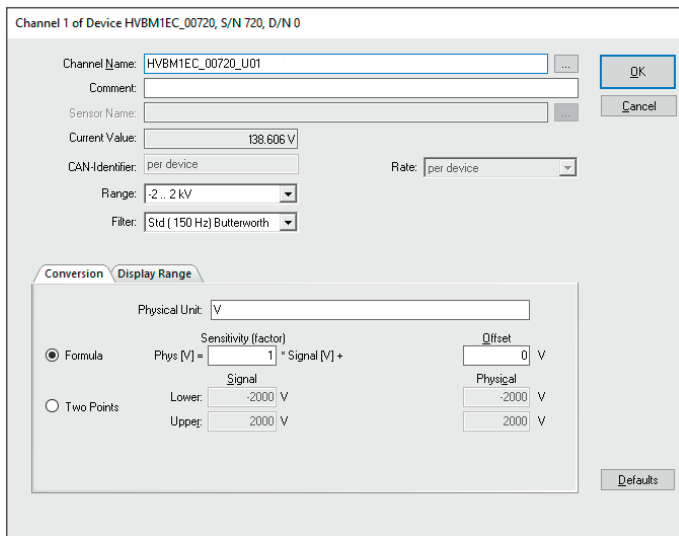 Channel 1 of Device HVBM1EC_00720, S/N 720, D/N 0
Channel Name: HVBM1EC_00720_U01 ...
OK
Comment:
Cancel
Sensor Name: ...
Current Value: 138.606 V
CAN-Identifier: per device Rate: per device
Range: -2 .. 2 kV
Filter: Std ( 150 Hz) Butterworth
Conversion Display Range
Physical Unit: V
Sensitivity (factor) Offset
Formula Phys [V] = 1 * Signal [V] + 0 V
Signal Physical
Two Points
Lower: -2000 V -2000 V
Upper: 2000 V 2000 V
Defaults